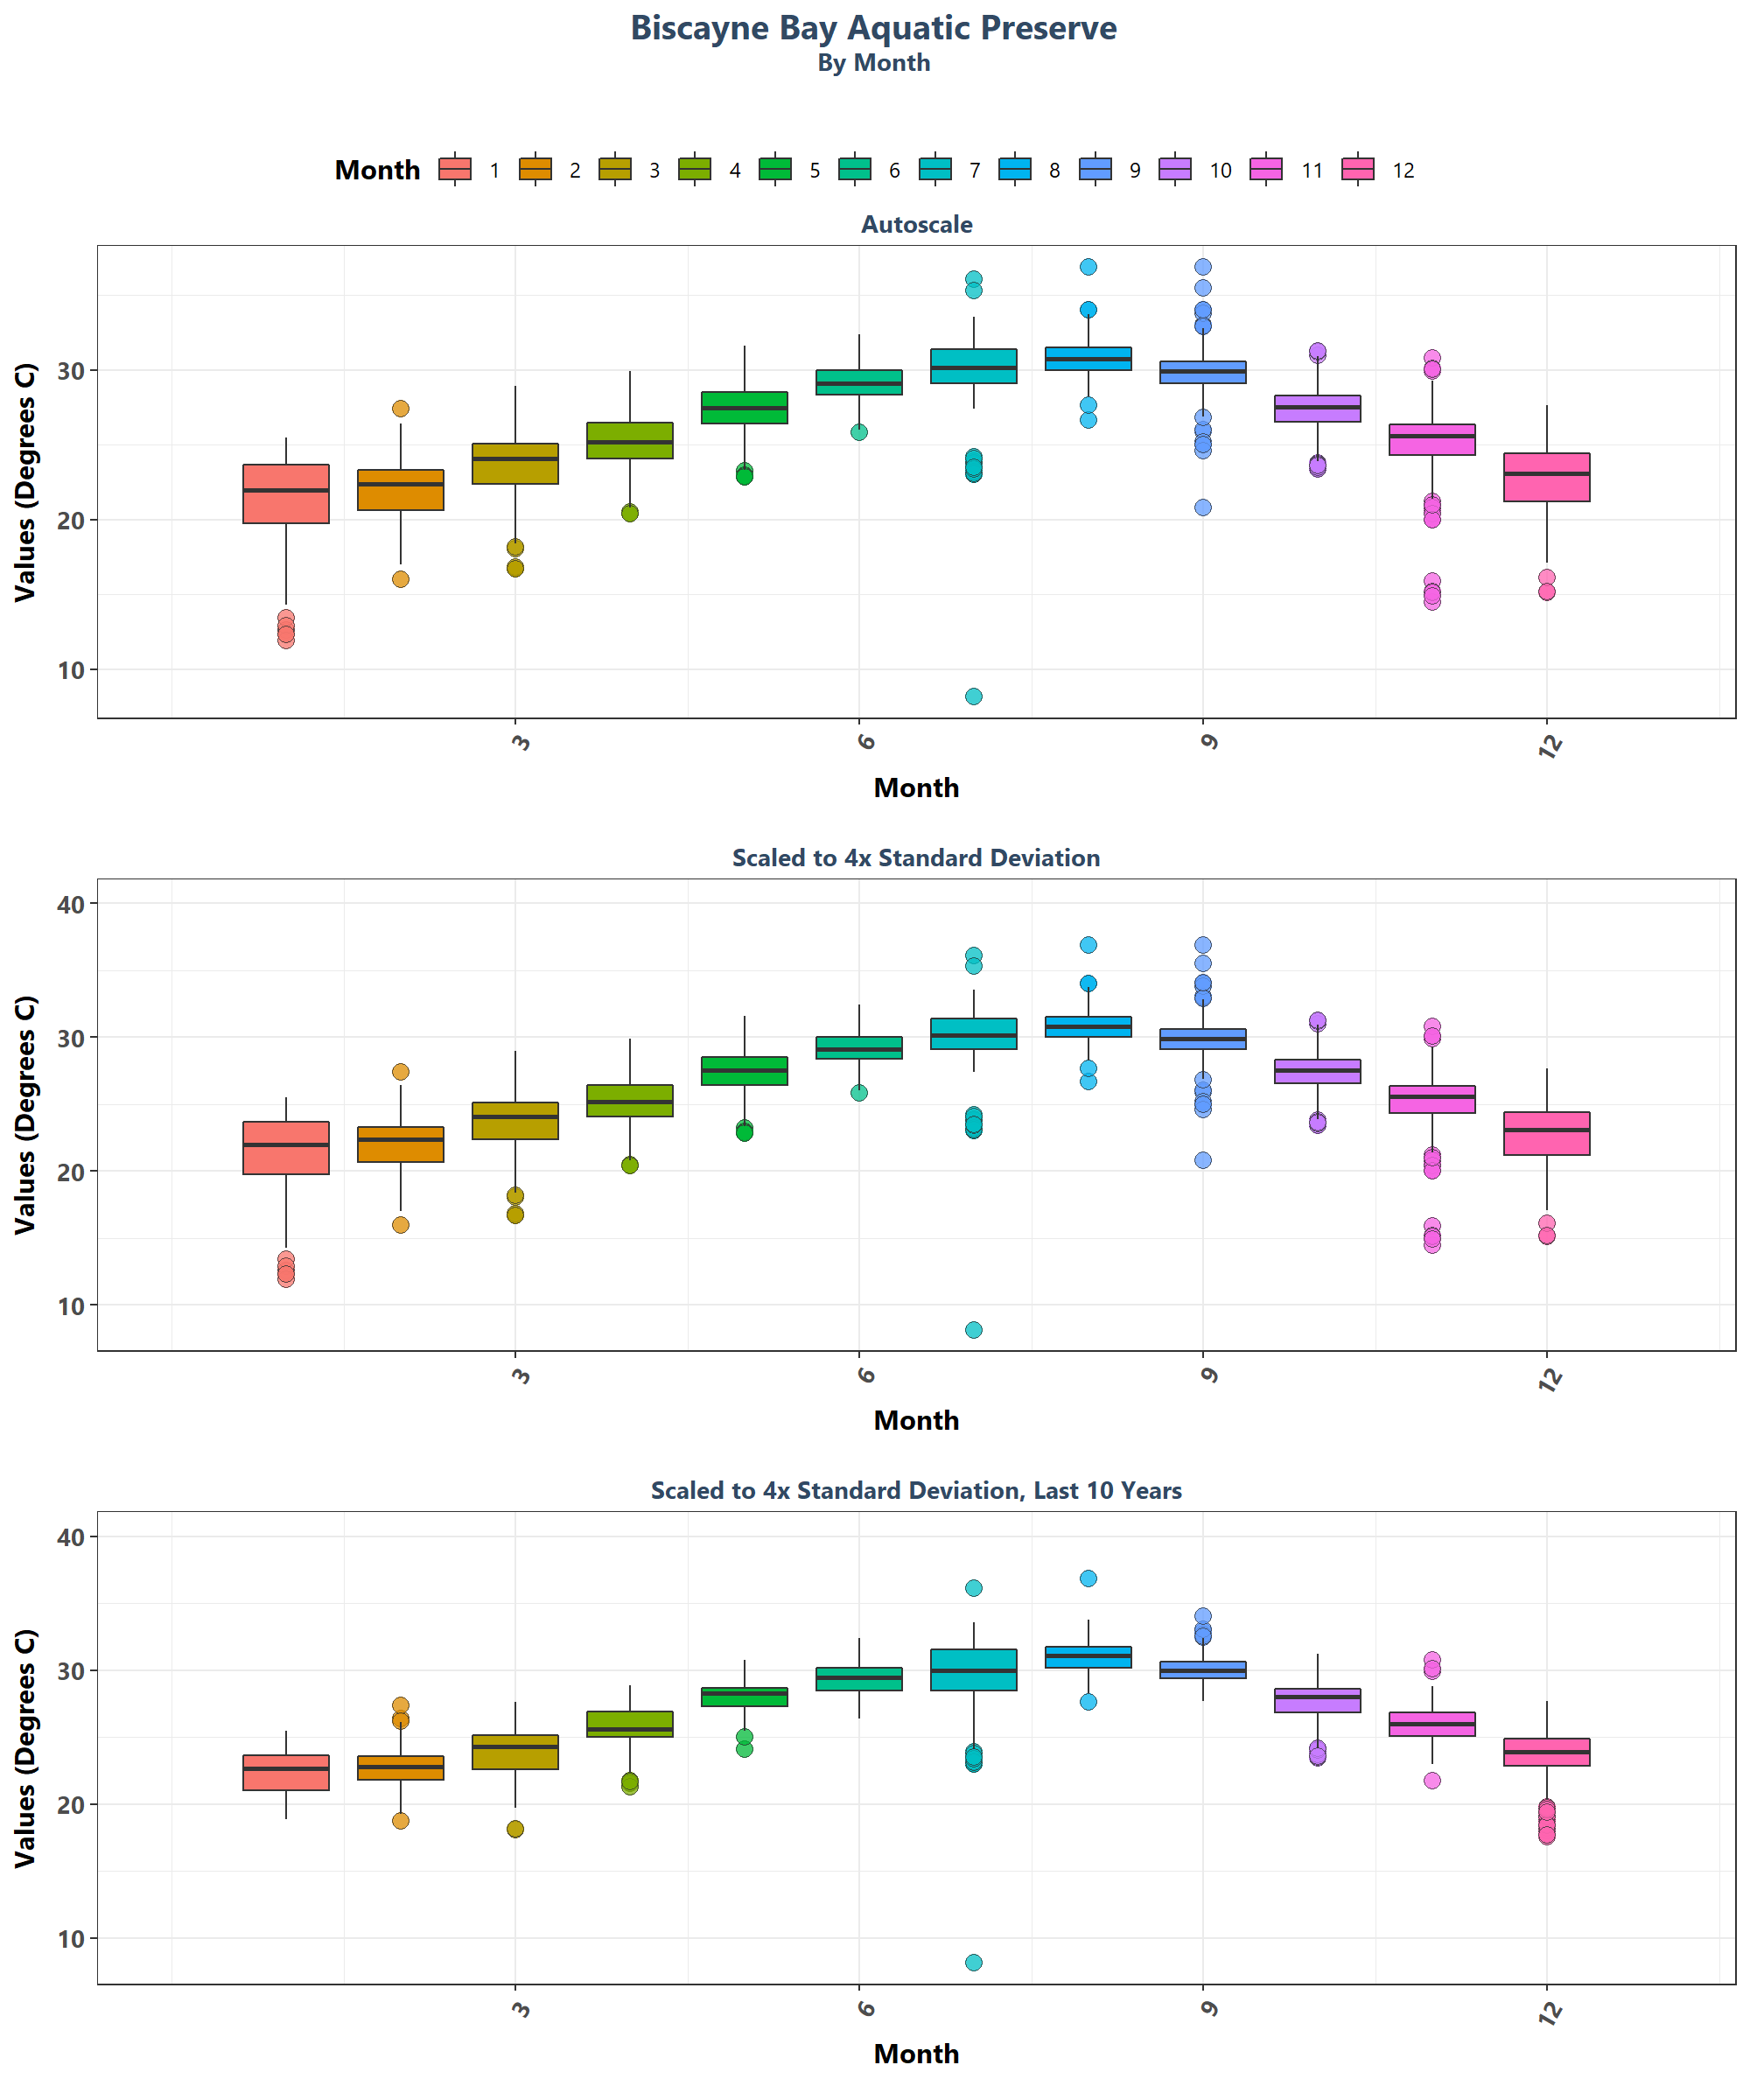 Biscayne Bay Aquatic Preserve
By Month
Month 1 2 3 4 5 6 7 8 9 10 11 12
Autoscale
Values (Degrees C)
30
20
10
3 6 9 12
Month
Scaled to 4x Standard Deviation
Values (Degrees C)
40
30
20
10
3 6 9 12
Month
Scaled to 4x Standard Deviation, Last 10 Years
Values (Degrees C)
40
30
20
10
3 6 9 12
Month